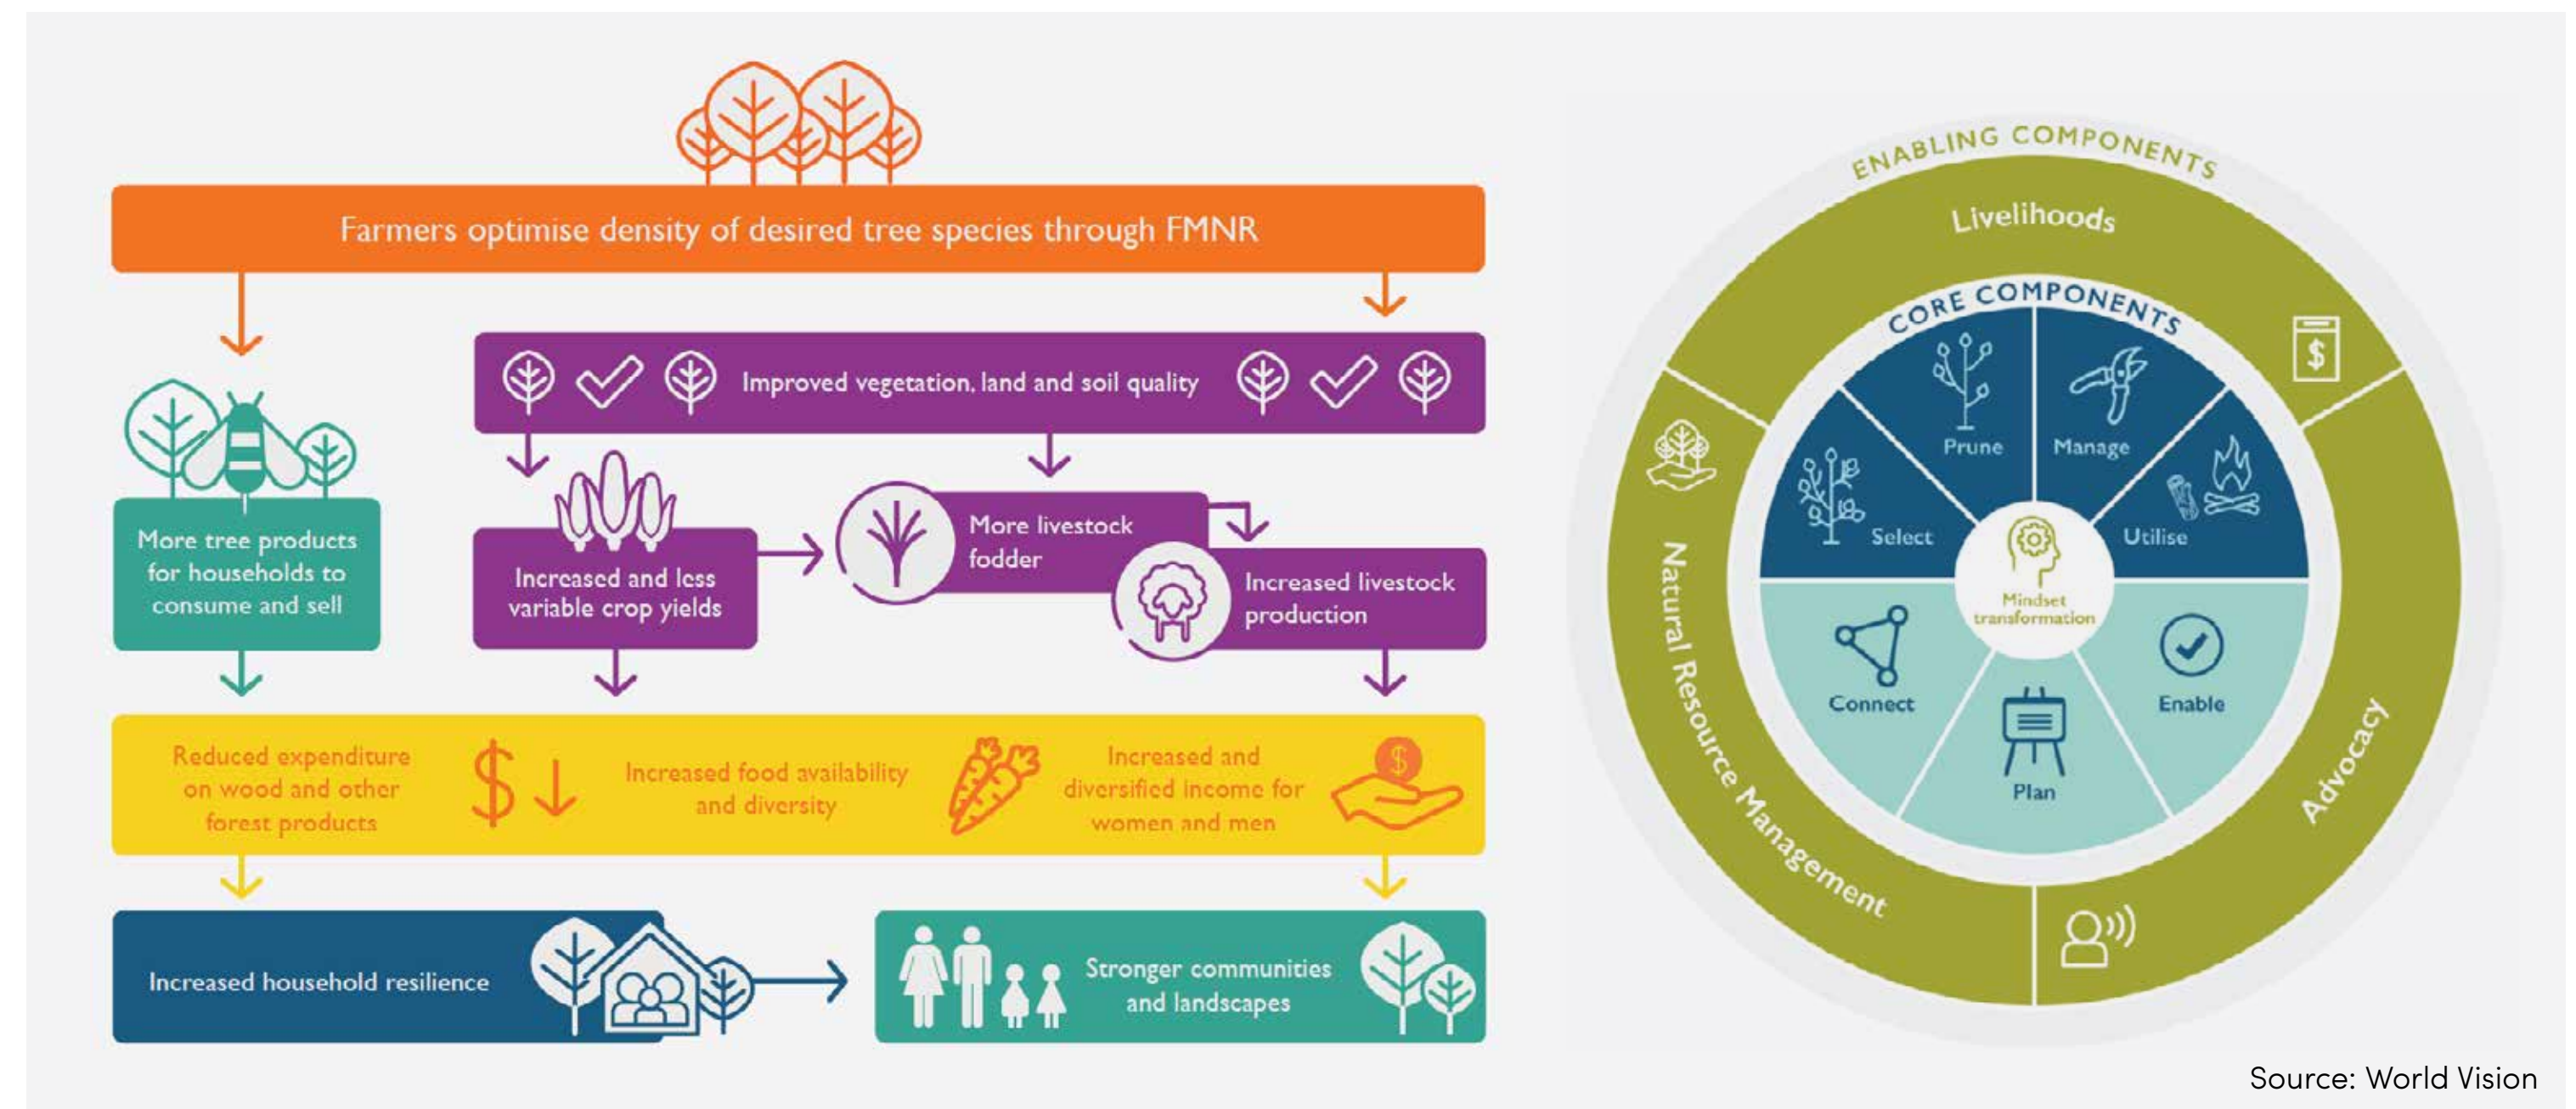 Farmers optimise density of desired tree species through FMNR
Improved vegetation, land and soil quality
More tree products
for households to
consume and sell
Increased and less
variable crop yields
More livestock
fodder
Increased livestock
production
Reduced expenditure
on wood and other
forest products
$
Increased food availability
and diversity
Increased and
diversified income for
women and men
$
Increased household resilience
Stronger communities
and landscapes
ENABLING COMPONENTS
Livelihoods
$
CORE COMPONENTS
Prune
Manage
Select
Utilise
Mindset
transformation
Connect
Enable
Plan
Natural Resource Management
Advocacy
Source: World Vision